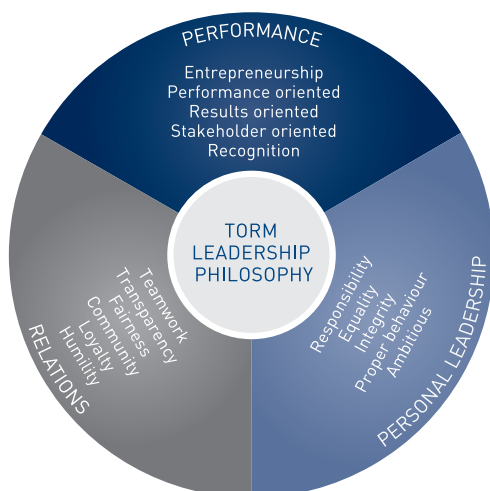 PERFORMANCE
Entrepreneurship
Performance oriented
Results oriented
Stakeholder oriented
Recognition
TORM
LEADERSHIP
PHILOSOPHY
Responsibility
Equality
Integrity
Proper behaviour
Ambitious
PERSONAL LEADERSHIP
Teamwork
Transparency
Fairness
Community
Loyalty
Humility
RELATIONS